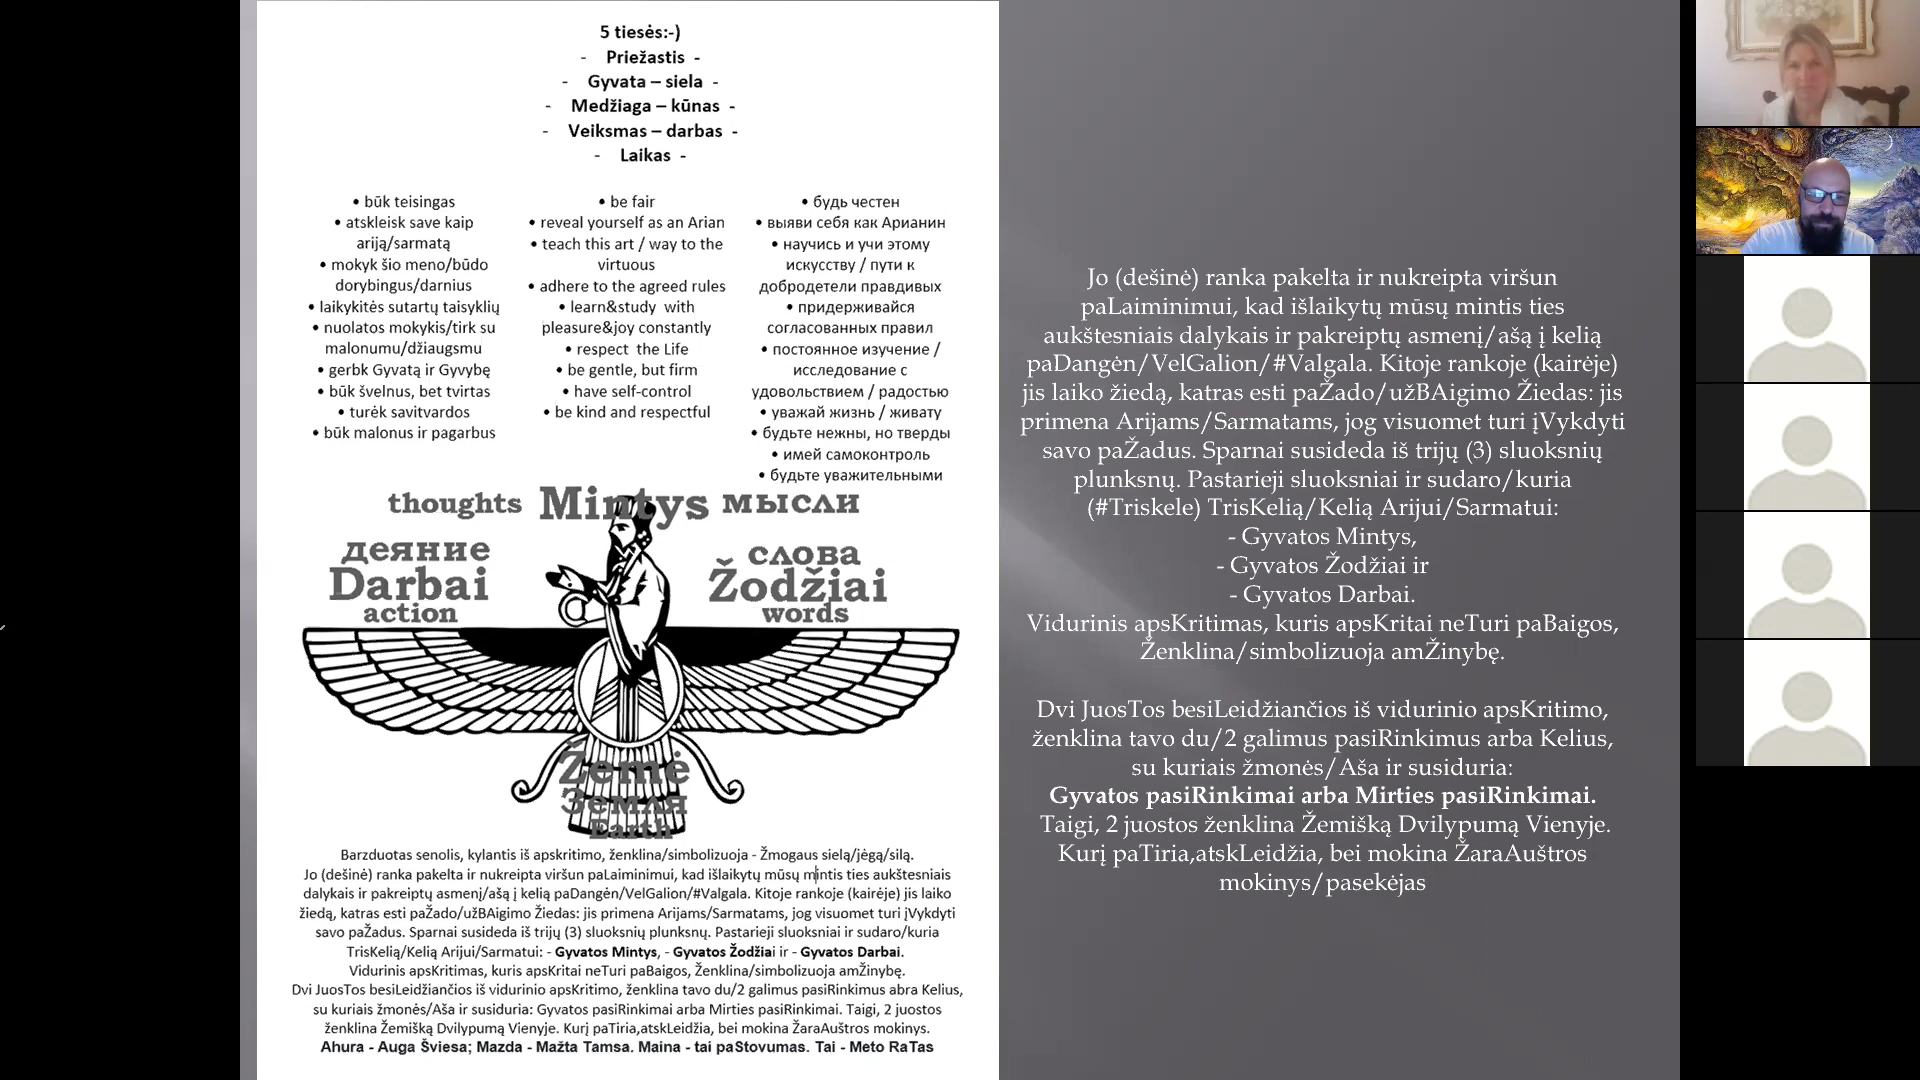 5 tiesės:-)
- Priežastis -
- Gyvata – siela -
- Medžiaga – kūnas -
- Veiksmas – darbas -
- Laikas -
• būk teisingas
• atskleisk save kaip
ariją/sarmatą
• mokyk šio meno/būdo
dorybingus/darnius
• laikykitės sutartų taisyklių
• nuolatos mokykis/tirk su
malonumu/džiaugsmu
• gerbk Gyvatą ir Gyvybę
• būk švelnus, bet tvirtas
• turėk savitvardos
• būk malonus ir pagarbus
• be fair
• reveal yourself as an Arian
• teach this art / way to the
virtuous
• adhere to the agreed rules
• learn&study with
pleasure&joy constantly
• respect the Life
• be gentle, but firm
• have self-control
• be kind and respectful
• будь честен
• выяви себя как Арианин
• научись и учи этому
искусству / пути к
добродетели правдивых
• придерживайся
согласованных правил
• постоянное изучение /
исследование с
удовольствием / радостью
• уважай жизнь / живату
• будьте нежны, но тверды
• имей самоконтроль
• будьте уважительными
thoughts Mintys мысли
деяние
Darbai
action
слова
Žodžiai
words
Žemė
Земля
Earth
Barzduotas senolis, kylantis iš apskritimo, ženklina/simbolizuoja - Žmogaus sielą/jėgą/silą.
Jo (dešinė) ranka pakelta ir nukreipta viršun paLaiminimui, kad išlaikytų mūsų mintis ties aukštesniais
dalykais ir pakreiptų asmenį/ašą į kelią paDangėn/VelGalion/#Valgala. Kitoje rankoje (kairėje) jis laiko
žiedą, katras esti paŽado/užBAigimo Žiedas: jis primena Arijams/Sarmatams, jog visuomet turi įVykdyti
savo paŽadus. Sparnai susideda iš trijų (3) sluoksnių plunksnų. Pastarieji sluoksniai ir sudaro/kuria
TrisKelią/Kelią Arijui/Sarmatui: - Gyvatos Mintys, - Gyvatos Žodžiai ir - Gyvatos Darbai.
Vidurinis apsKritimas, kuris apsKritai neTuri paBaigos, Ženklina/simbolizuoja amŽinybę.
Dvi JuosTos besiLeidžiančios iš vidurinio apsKritimo, ženklina tavo du/2 galimus pasiRinkimus abra Kelius,
su kuriais žmonės/Aša ir susiduria: Gyvatos pasiRinkimai arba Mirties pasiRinkimai. Taigi, 2 juostos
ženklina Žemišką Dvilypumą Vienyje. Kurį paTiria,atskLeidžia, bei mokina ŽaraAuštros mokinys.
Ahura - Auga Šviesa; Mazda - Mažta Tamsa. Maina - tai paStovumas. Tai - Meto RaTas
Jo (dešinė) ranka pakelta ir nukreipta viršun
paLaiminimui, kad išlaikytų mūsų mintis ties
aukštesniais dalykais ir pakreiptų asmenį/ašą į kelią
paDangėn/VelGalion/#Valgala. Kitoje rankoje (kairėje)
jis laiko žiedą, katras esti paŽado/užBAigimo Žiedas: jis
primena Arijams/Sarmatams, jog visuomet turi įVykdyti
savo paŽadus. Sparnai susideda iš trijų (3) sluoksnių
plunksnų. Pastarieji sluoksniai ir sudaro/kuria
(#Triskele) TrisKelią/Kelią Arijui/Sarmatui:
- Gyvatos Mintys,
- Gyvatos Žodžiai ir
- Gyvatos Darbai.
Vidurinis apsKritimas, kuris apsKritai neTuri paBaigos,
Ženklina/simbolizuoja amŽinybę.
Dvi JuosTos besiLeidžiančios iš vidurinio apsKritimo,
ženklina tavo du/2 galimus pasiRinkimus arba Kelius,
su kuriais žmonės/Aša ir susiduria:
Gyvatos pasiRinkimai arba Mirties pasiRinkimai.
Taigi, 2 juostos ženklina Žemišką Dvilypumą Vienyje.
Kurį paTiria,atskLeidžia, bei mokina ŽaraAuštros
mokinys/pasekėjas